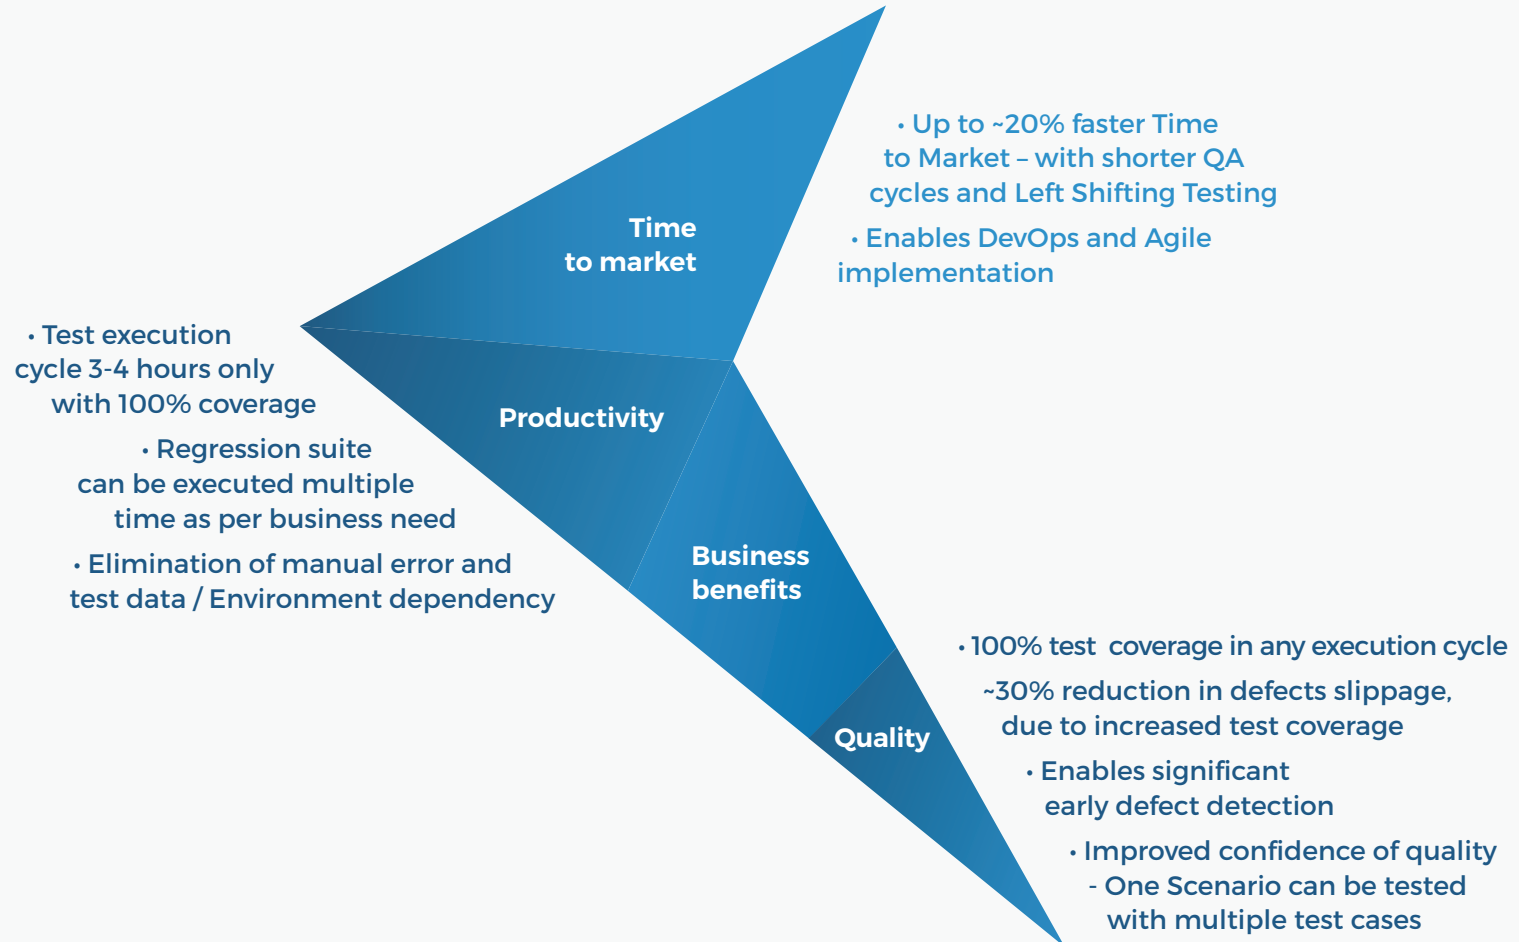 • Up to ~20% faster Time
to Market – with shorter QA
cycles and Left Shifting Testing
• Enables DevOps and Agile
implementation
Time
to market
• Test execution
cycle 3-4 hours only
with 100% coverage
• Regression suite
can be executed multiple
time as per business need
• Elimination of manual error and
test data / Environment dependency
Productivity
Business
benefits
Quality
• 100% test coverage in any execution cycle
~30% reduction in defects slippage,
due to increased test coverage
• Enables significant
early defect detection
• Improved confidence of quality
- One Scenario can be tested
with multiple test cases